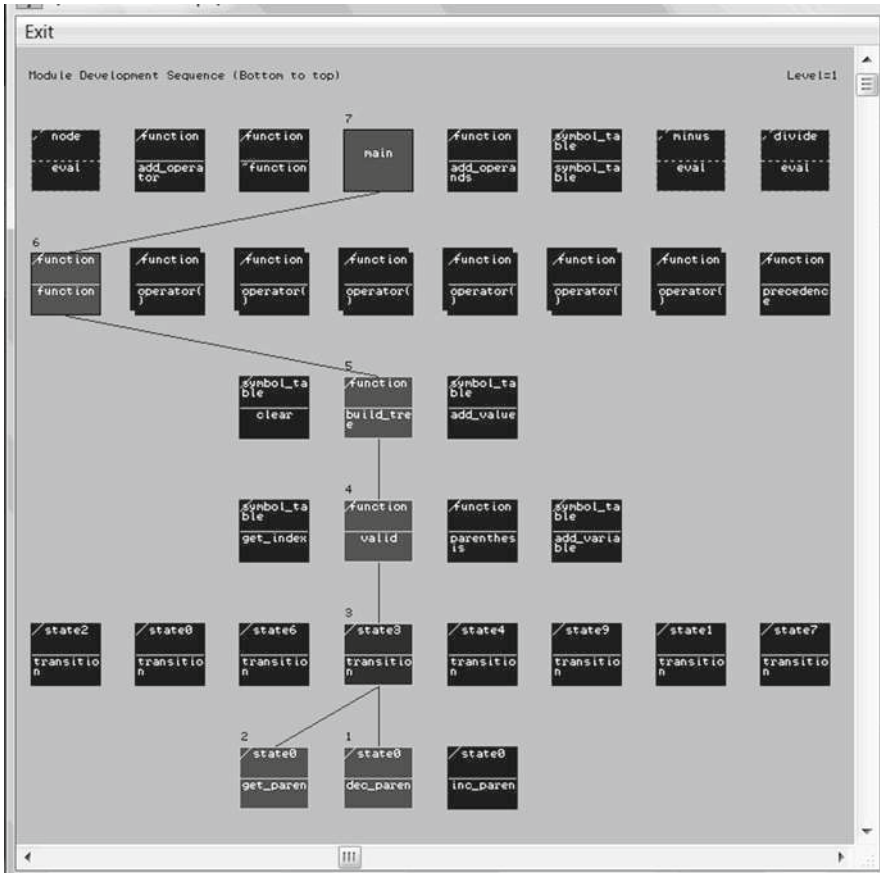 Exit
Module Development Sequence (Bottom to top)
Level=1
7
node
function
function
main
function
symbol_ta
ble
minus
divide
eval
add_opera
tor
~function
add_opera
nds
symbol_ta
ble
eval
eval
6
function
function
function
function
function
function
function
function
function
operator(
)
operator(
)
operator(
)
operator(
)
operator(
)
operator(
)
precedenc
e
5
symbol_ta
ble
function
symbol_ta
ble
clear
build_tre
e
add_value
4
symbol_ta
ble
function
function
symbol_ta
ble
get_index
valid
parenthes
is
add_varia
ble
3
state2
state0
state6
state3
state4
state9
state1
state7
transitio
n
transitio
n
transitio
n
transitio
n
transitio
n
transitio
n
transitio
n
transitio
n
2
1
state0
state0
state0
get_paren
dec_paren
inc_paren